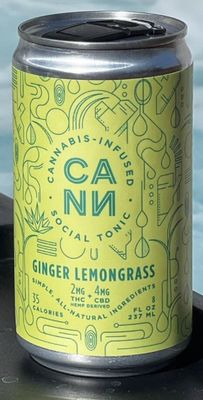 CANNABIS-INFUSED
CA
NN
SOCIAL TONIC
GINGER LEMONGRASS
SIMPLE, ALL-NATURAL INGREDIENTS
35
CALORIES
2MG + 4MG
THC CBD
HEMP DERIVED
8
FL OZ
237 ML